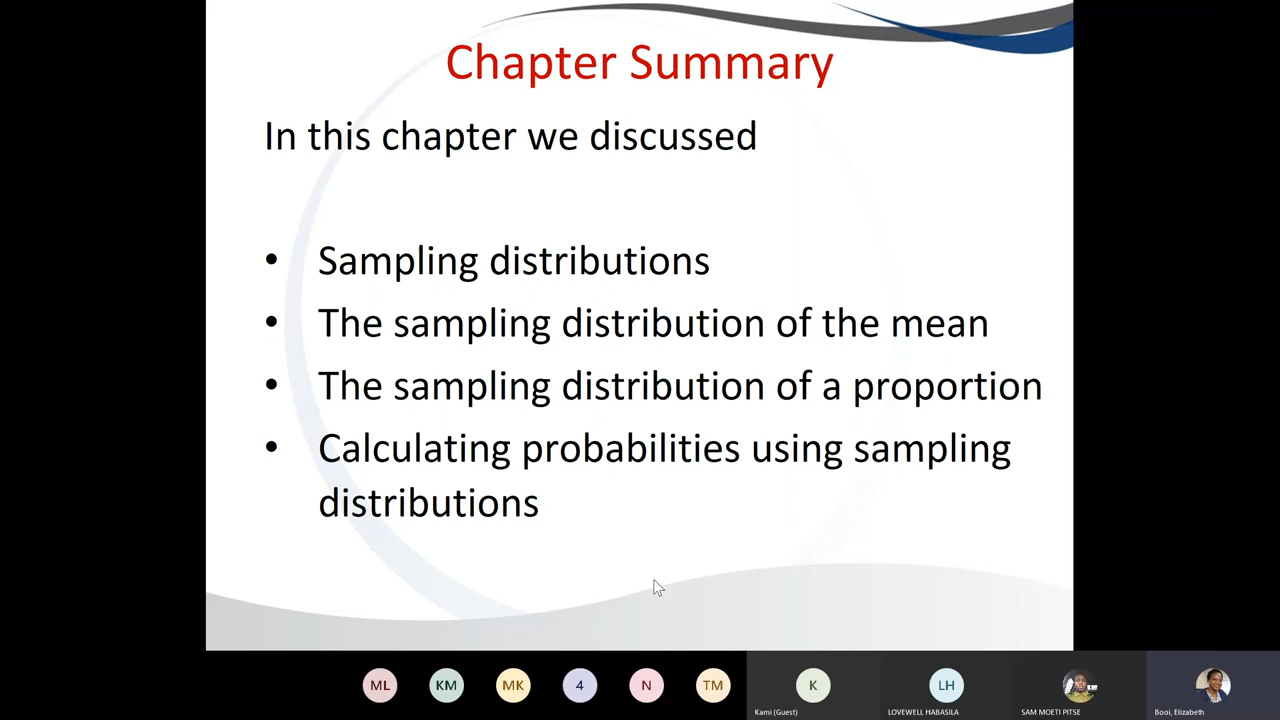 Chapter Summary
In this chapter we discussed
• Sampling distributions
• The sampling distribution of the mean
• The sampling distribution of a proportion
• Calculating probabilities using sampling
distributions
ML
KM
MK
4
N
TM
K
LH
Kami (Guest)
LOVEWELL HABASILA
SAM MOETI PITSE
Booi, Elizabeth